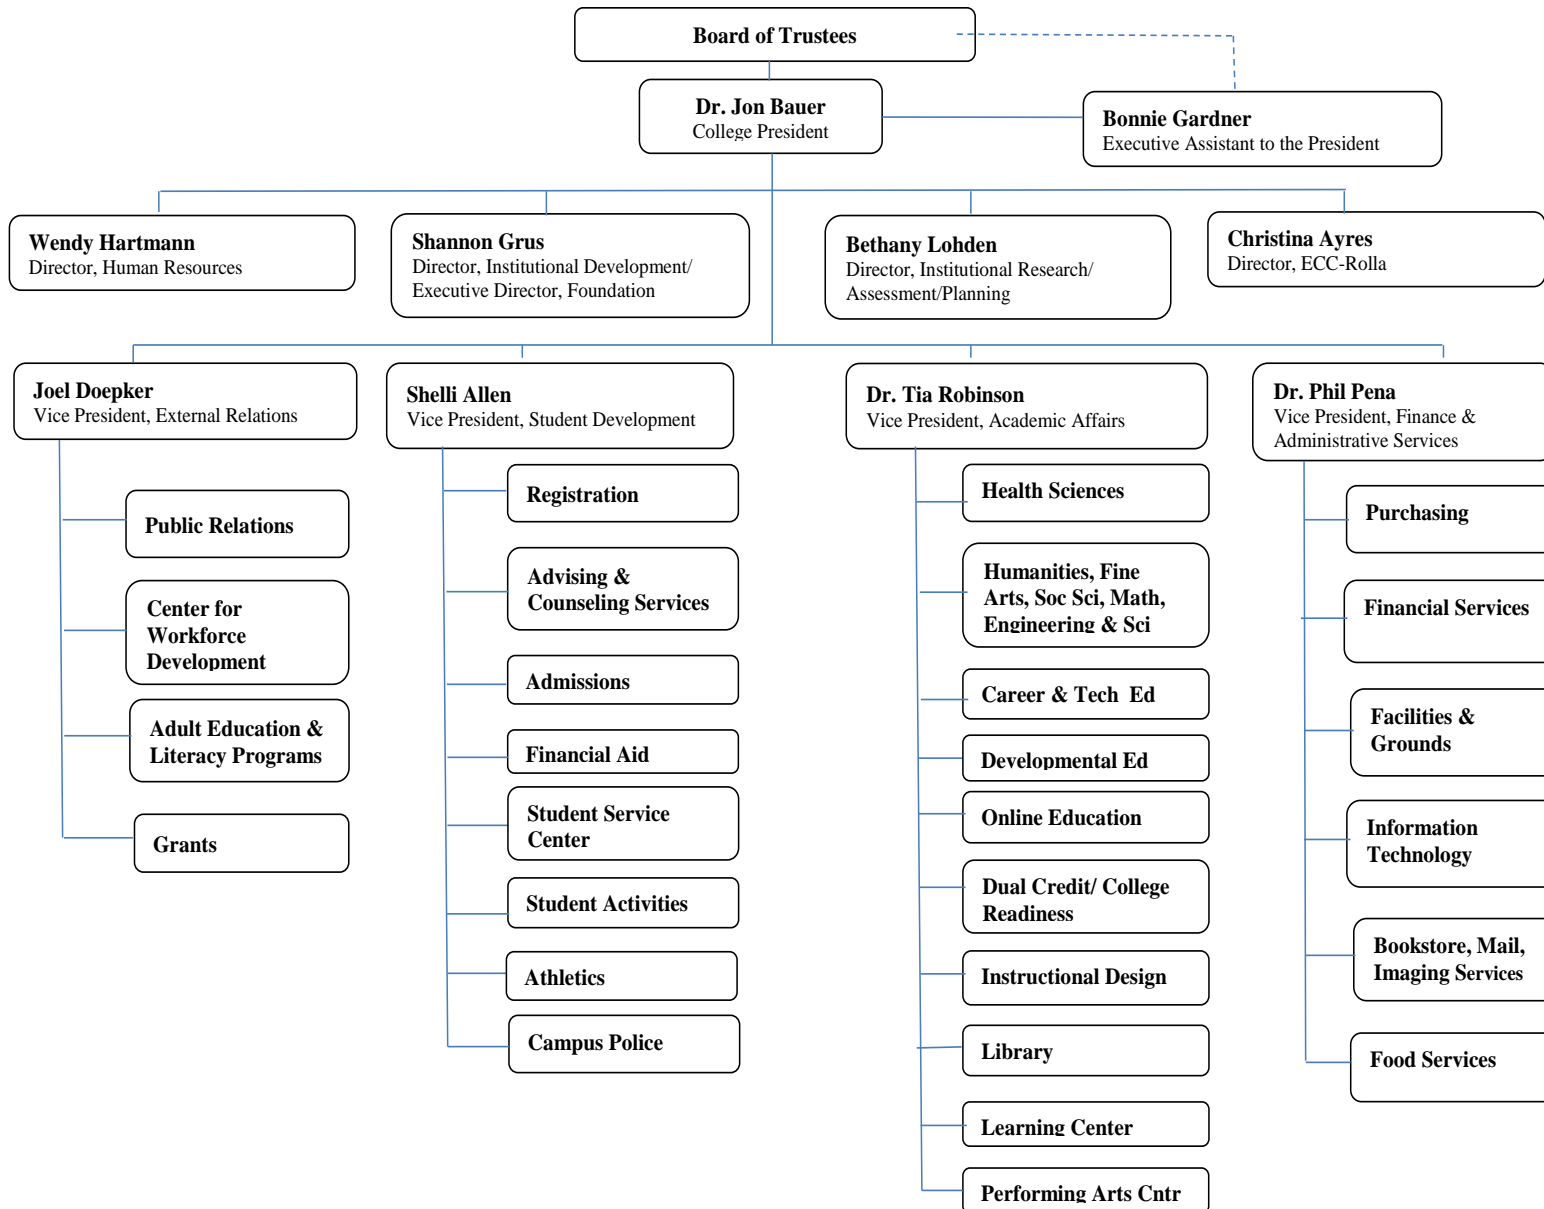 Board of Trustees
Dr. Jon Bauer
College President
Bonnie Gardner
Executive Assistant to the President
Wendy Hartmann
Director, Human Resources
Shannon Grus
Director, Institutional Development/
Executive Director, Foundation
Bethany Lohden
Director, Institutional Research/
Assessment/Planning
Christina Ayres
Director, ECC-Rolla
Joel Doepker
Vice President, External Relations
Shelli Allen
Vice President, Student Development
Dr. Tia Robinson
Vice President, Academic Affairs
Dr. Phil Pena
Vice President, Finance &
Administrative Services
Public Relations
Center for
Workforce
Development
Adult Education &
Literacy Programs
Grants
Registration
Advising &
Counseling Services
Admissions
Financial Aid
Student Service
Center
Student Activities
Athletics
Campus Police
Health Sciences
Humanities, Fine
Arts, Soc Sci, Math,
Engineering & Sci
Career & Tech Ed
Developmental Ed
Online Education
Dual Credit/ College
Readiness
Instructional Design
Library
Learning Center
Performing Arts Cntr
Purchasing
Financial Services
Facilities &
Grounds
Information
Technology
Bookstore, Mail,
Imaging Services
Food Services